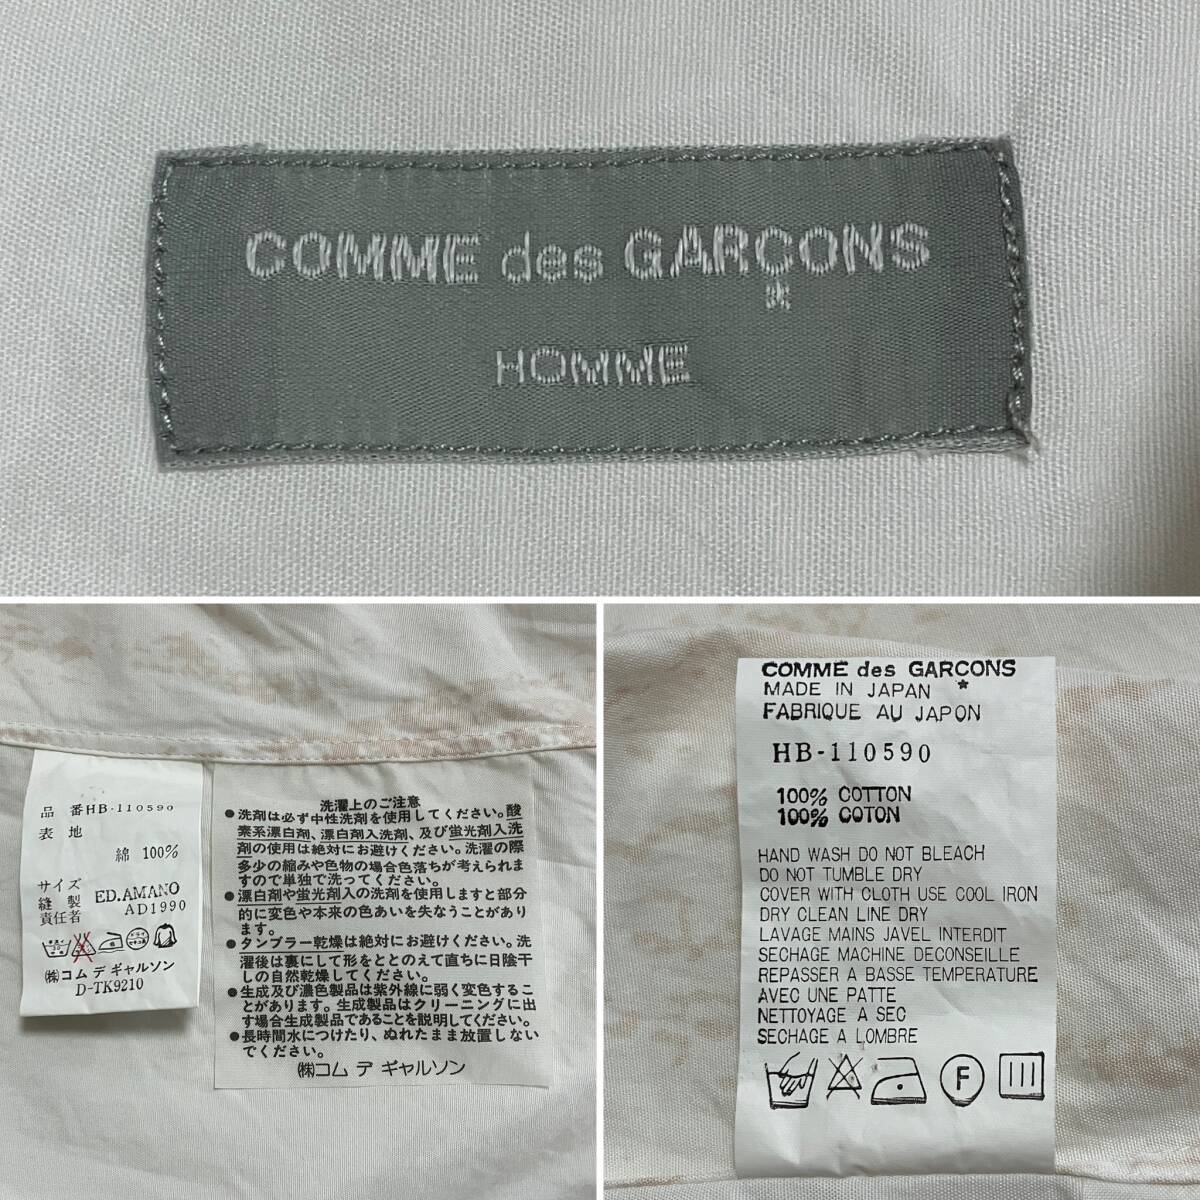 COMME des GARÇONS
*
HOMME
品 番HB-110590
表 地
綿 100%
サイズ
縫 製 ED.AMANO
責任者 AD1990
(株)コム デ ギャルソン
D-TK9210
洗濯上のご注意
●洗剤は必ず中性洗剤を使用してください。酸
素系漂白剤、漂白剤入洗剤、及び蛍光剤入洗
剤の使用は絶対にお避けください。洗濯の際
多少の縮みや色物の場合色落ちが考えられま
すので単独で洗ってください。
●漂白剤や蛍光剤入の洗剤を使用しますと部分
的に変色や本来の色あいを失なうことがあり
ます。
●タンブラー乾燥は絶対にお避けください。洗
濯後は裏にして形をととのえて直ちに日陰干
しの自然乾燥してください。
●生成及び濃色製品は紫外線に弱く変色するこ
とがあります。生成製品はクリーニングに出
す場合生成製品であることを説明してください。
●長時間水につけたり、ぬれたまま放置しない
でください。
(株)コム デ ギャルソン
COMME des GARCONS
MADE IN JAPAN *
FABRIQUE AU JAPON
HB-110590
100% COTTON
100% COTON
HAND WASH DO NOT BLEACH
DO NOT TUMBLE DRY
COVER WITH CLOTH USE COOL IRON
DRY CLEAN LINE DRY
LAVAGE MAINS JAVEL INTERDIT
SECHAGE MACHINE DECONSEILLE
REPASSER A BASSE TEMPERATURE
AVEC UNE PATTE
NETTOYAGE A SEC
SECHAGE A LOMBRE
F